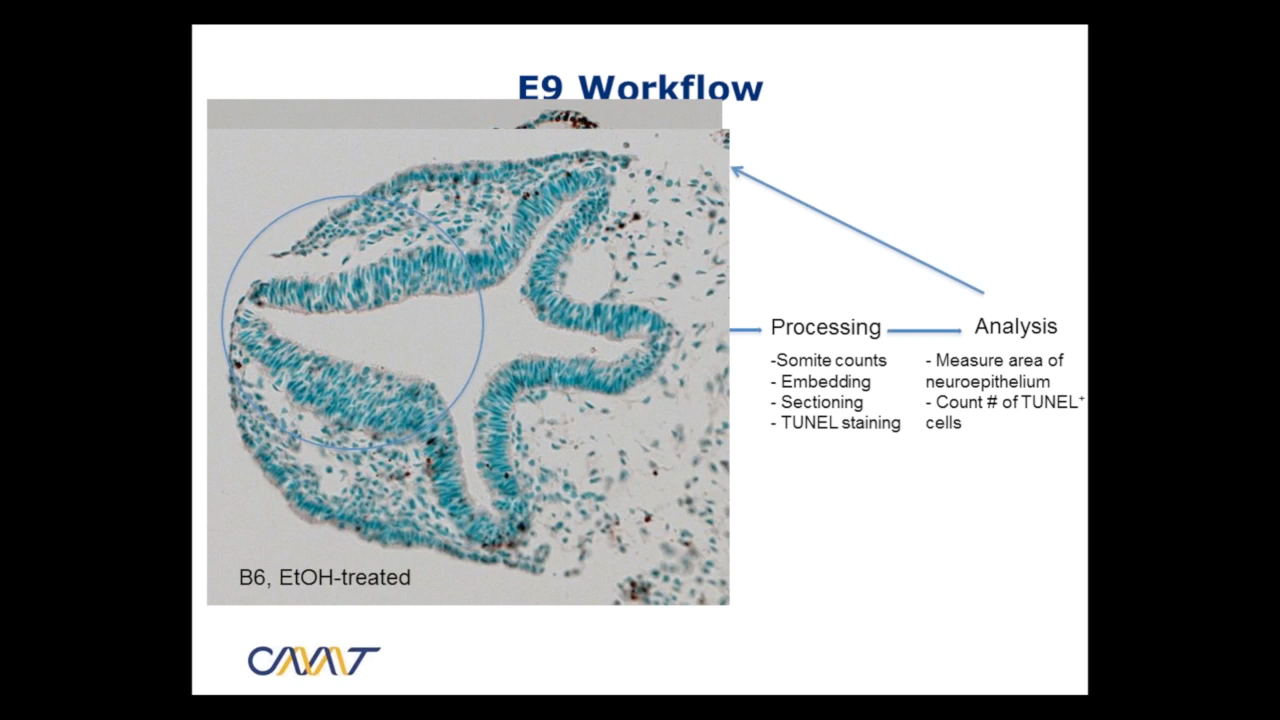 E9 Workflow
Processing
-Somite counts
- Embedding
- Sectioning
- TUNEL staining
Analysis
- Measure area of
neuroepithelium
- Count # of TUNEL⁺
cells
B6, EtOH-treated
CMMT